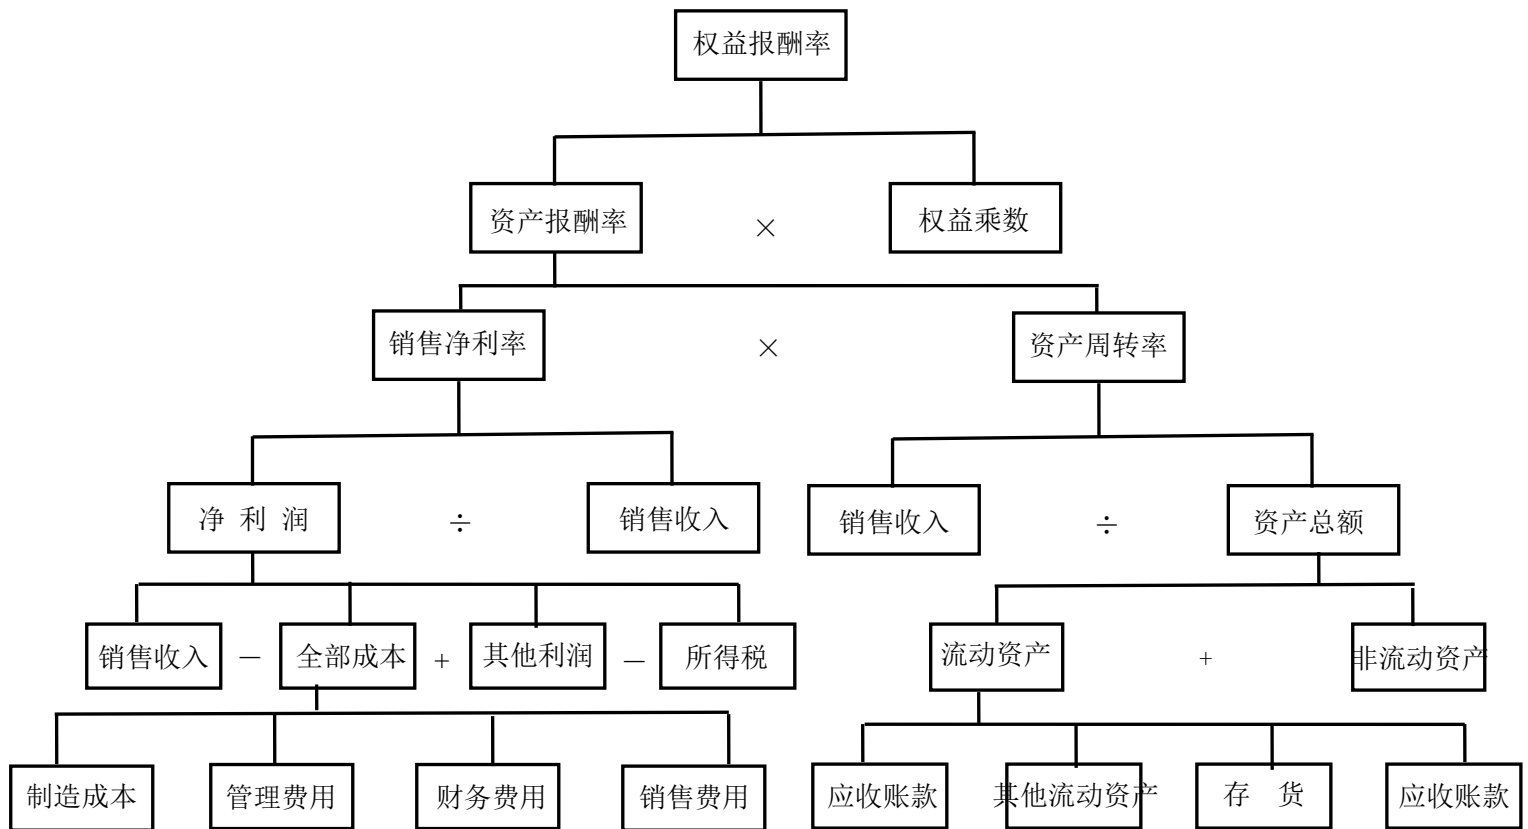 权益报酬率
资产报酬率 × 权益乘数
销售净利率 × 资产周转率
净 利 润 ÷ 销售收入 销售收入 ÷ 资产总额
销售收入 － 全部成本 + 其他利润 － 所得税 流动资产 + 非流动资产
制造成本 管理费用 财务费用 销售费用 应收账款 其他流动资产 存 货 应收账款